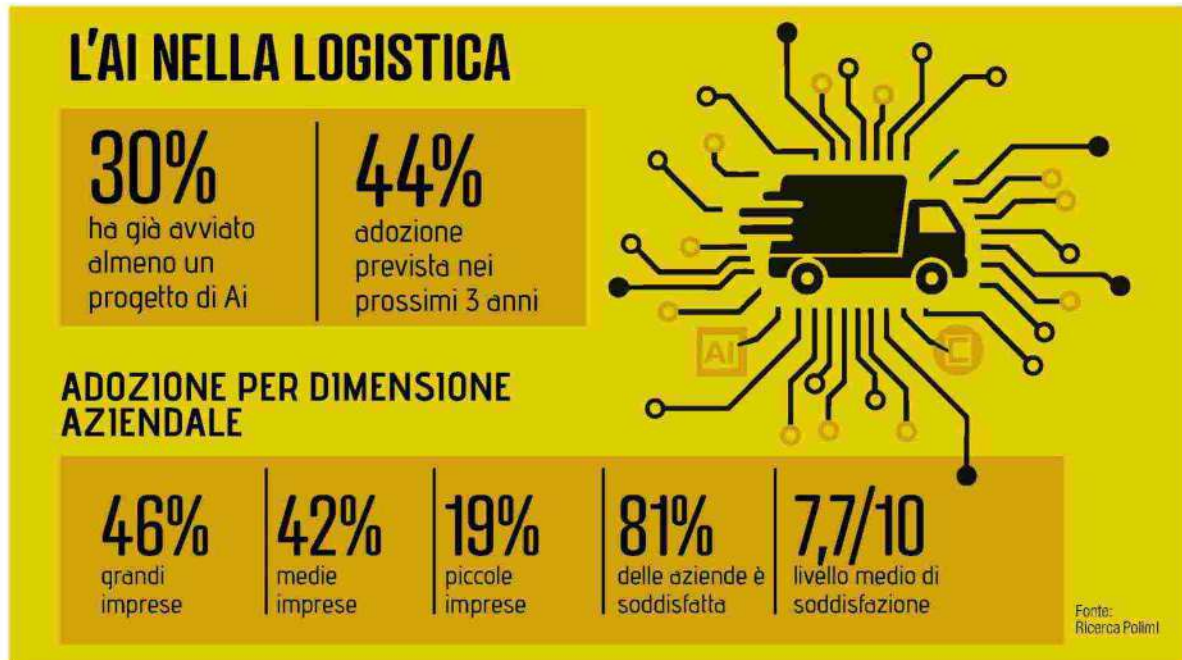 L'AI NELLA LOGISTICA
30%
ha già avviato
almeno un
progetto di Ai
44%
adozione
prevista nei
prossimi 3 anni
AI
C
ADOZIONE PER DIMENSIONE
AZIENDALE
46%
grandi
imprese
42%
medie
imprese
19%
piccole
imprese
81%
delle aziende è
soddisfatta
7,7/10
livello medio di
soddisfazione
Fonte:
Ricerca PolimI